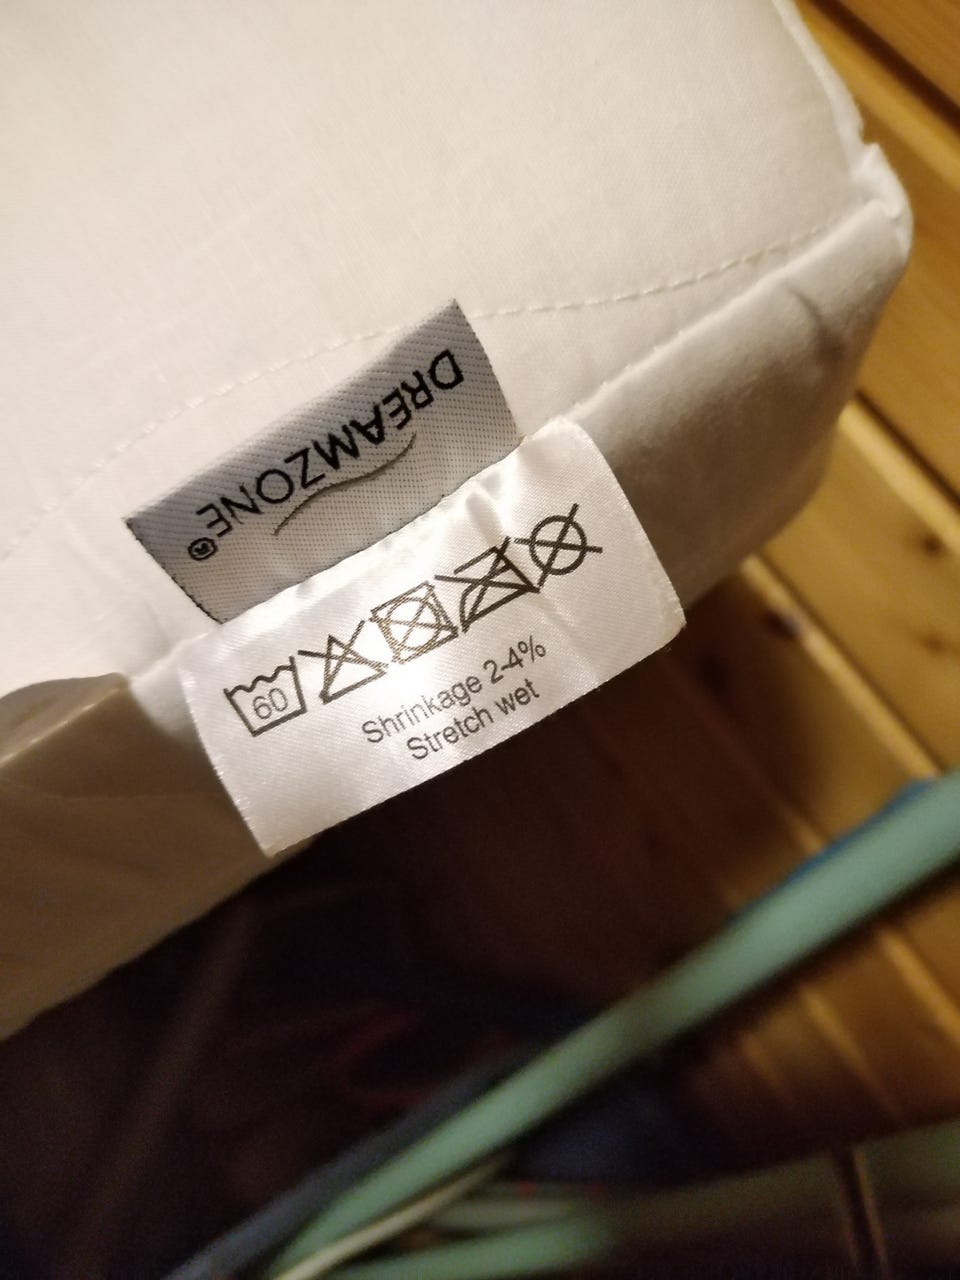 DREAMZONE®
60
Shrinkage 2-4%
Stretch wet